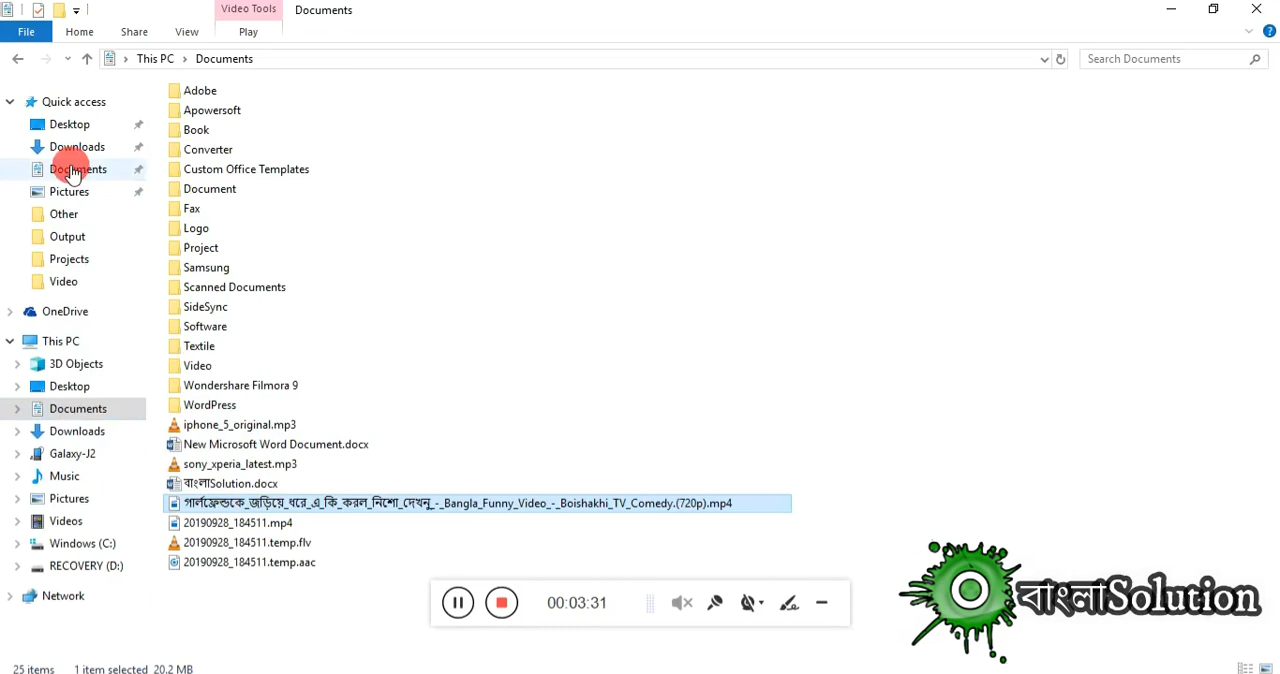 Video Tools
Documents
File
Home
Share
View
Play
This PC
Documents
Search Documents
Quick access
Desktop
Downloads
Documents
Pictures
Other
Output
Projects
Video
OneDrive
This PC
3D Objects
Desktop
Documents
Downloads
Galaxy-J2
Music
Pictures
Videos
Windows (C:)
RECOVERY (D:)
Network
Adobe
Apowersoft
Book
Converter
Custom Office Templates
Document
Fax
Logo
Project
Samsung
Scanned Documents
SideSync
Software
Textile
Video
Wondershare Filmora 9
WordPress
iphone_5_original.mp3
New Microsoft Word Document.docx
sony_xperia_latest.mp3
বাংলাSolution.docx
গার্লফ্রেন্ডকে_জড়িয়ে_ধরে_এ_কি_করল_নিশো_দেখনু_-_Bangla_Funny_Video_-_Boishakhi_TV_Comedy.(720p).mp4
20190928_184511.mp4
20190928_184511.temp.flv
20190928_184511.temp.aac
00:03:31
বাংলাSolution
25 items
1 item selected 20.2 MB